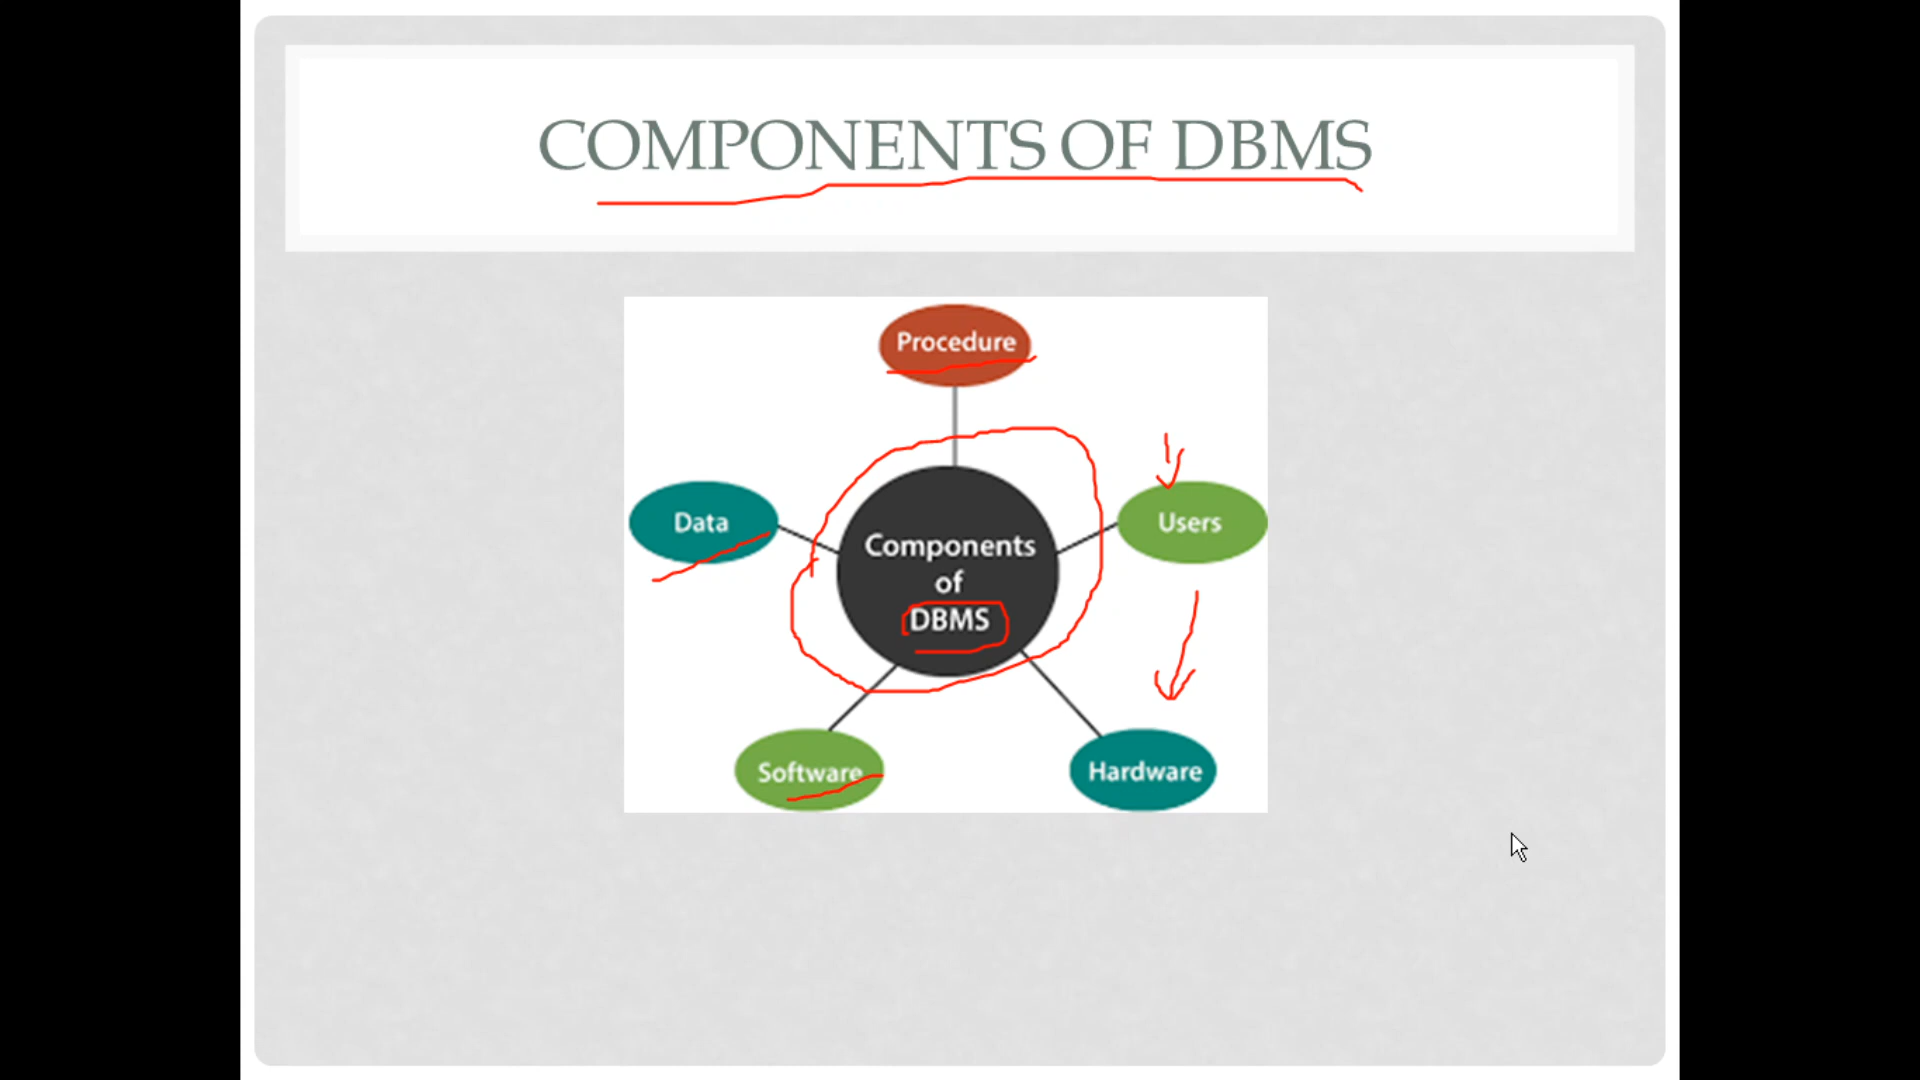 COMPONENTS OF DBMS
Procedure
Data
Users
Components
of
DBMS
Software
Hardware